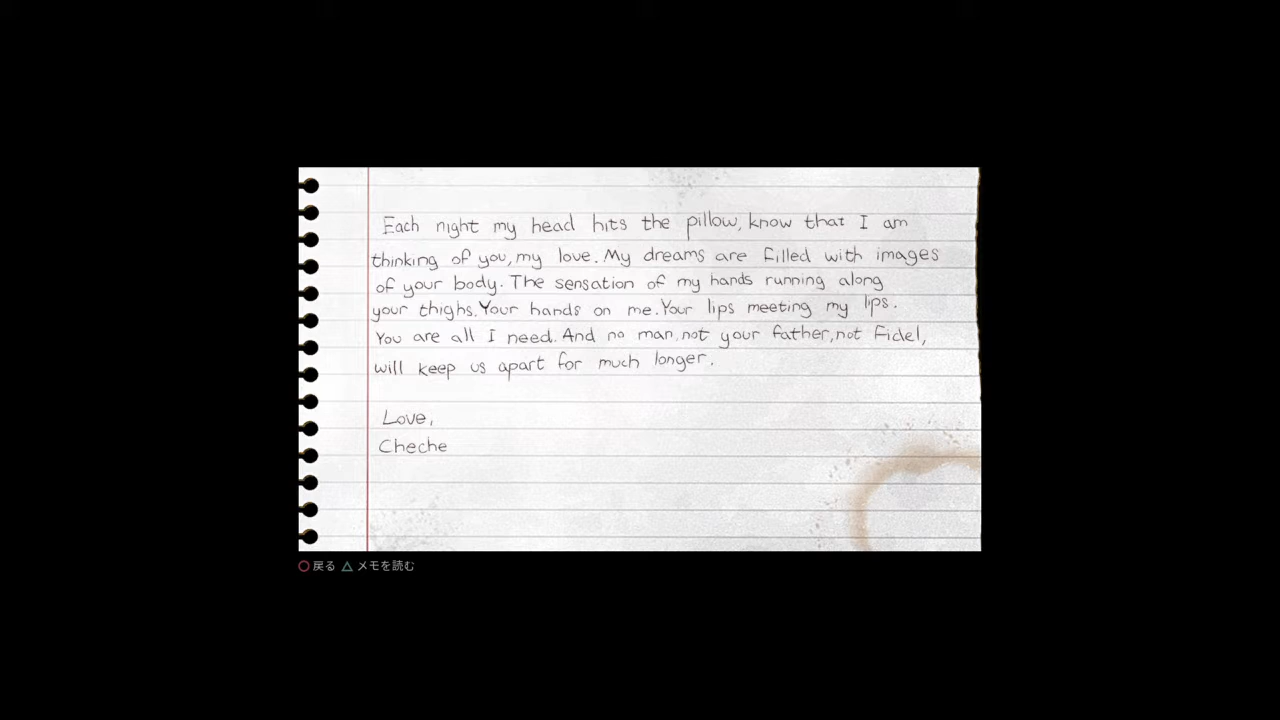 Each night my head hits the pillow, know that I am
thinking of you, my love. My dreams are filled with images
of your body. The sensation of my hands running along
your thighs. Your hands on me. Your lips meeting my lips.
You are all I need. And no man, not your father, not Fidel,
will keep us apart for much longer.
Love,
Cheche
○戻る △メモを読む